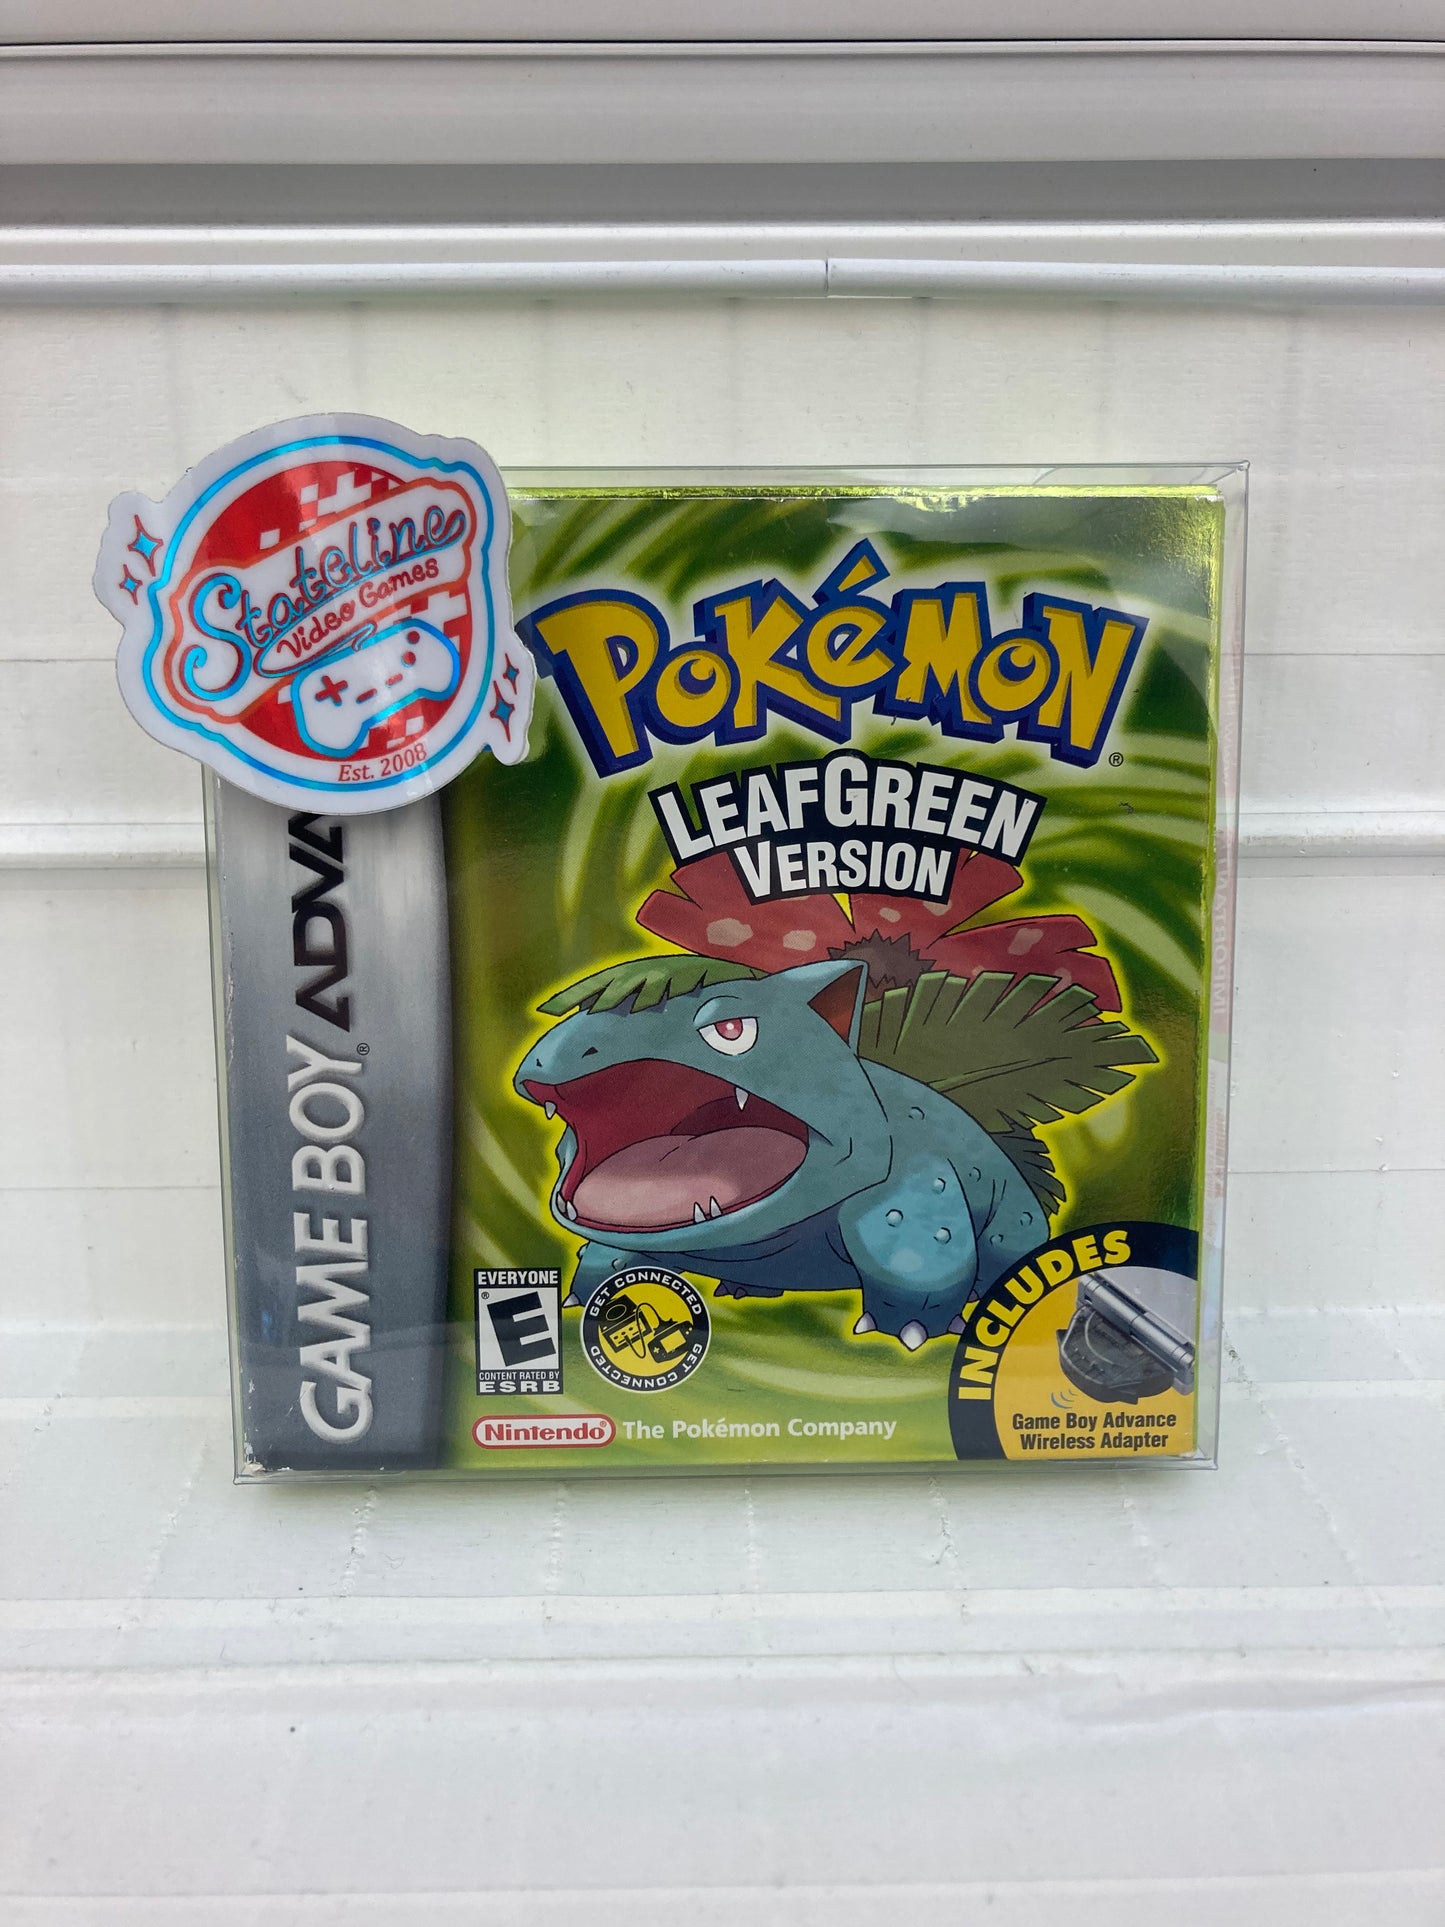 Stateline
Video Games
Est. 2008
POKéMON
®
LEAFGREEN
VERSION
GAME BOY ADVA
®
EVERYONE
®
E
CONTENT RATED BY
ESRB
GET CONNECTED
GET CONNECTED
INCLUDES
Game Boy Advance
Wireless Adapter
Nintendo®
The Pokémon Company